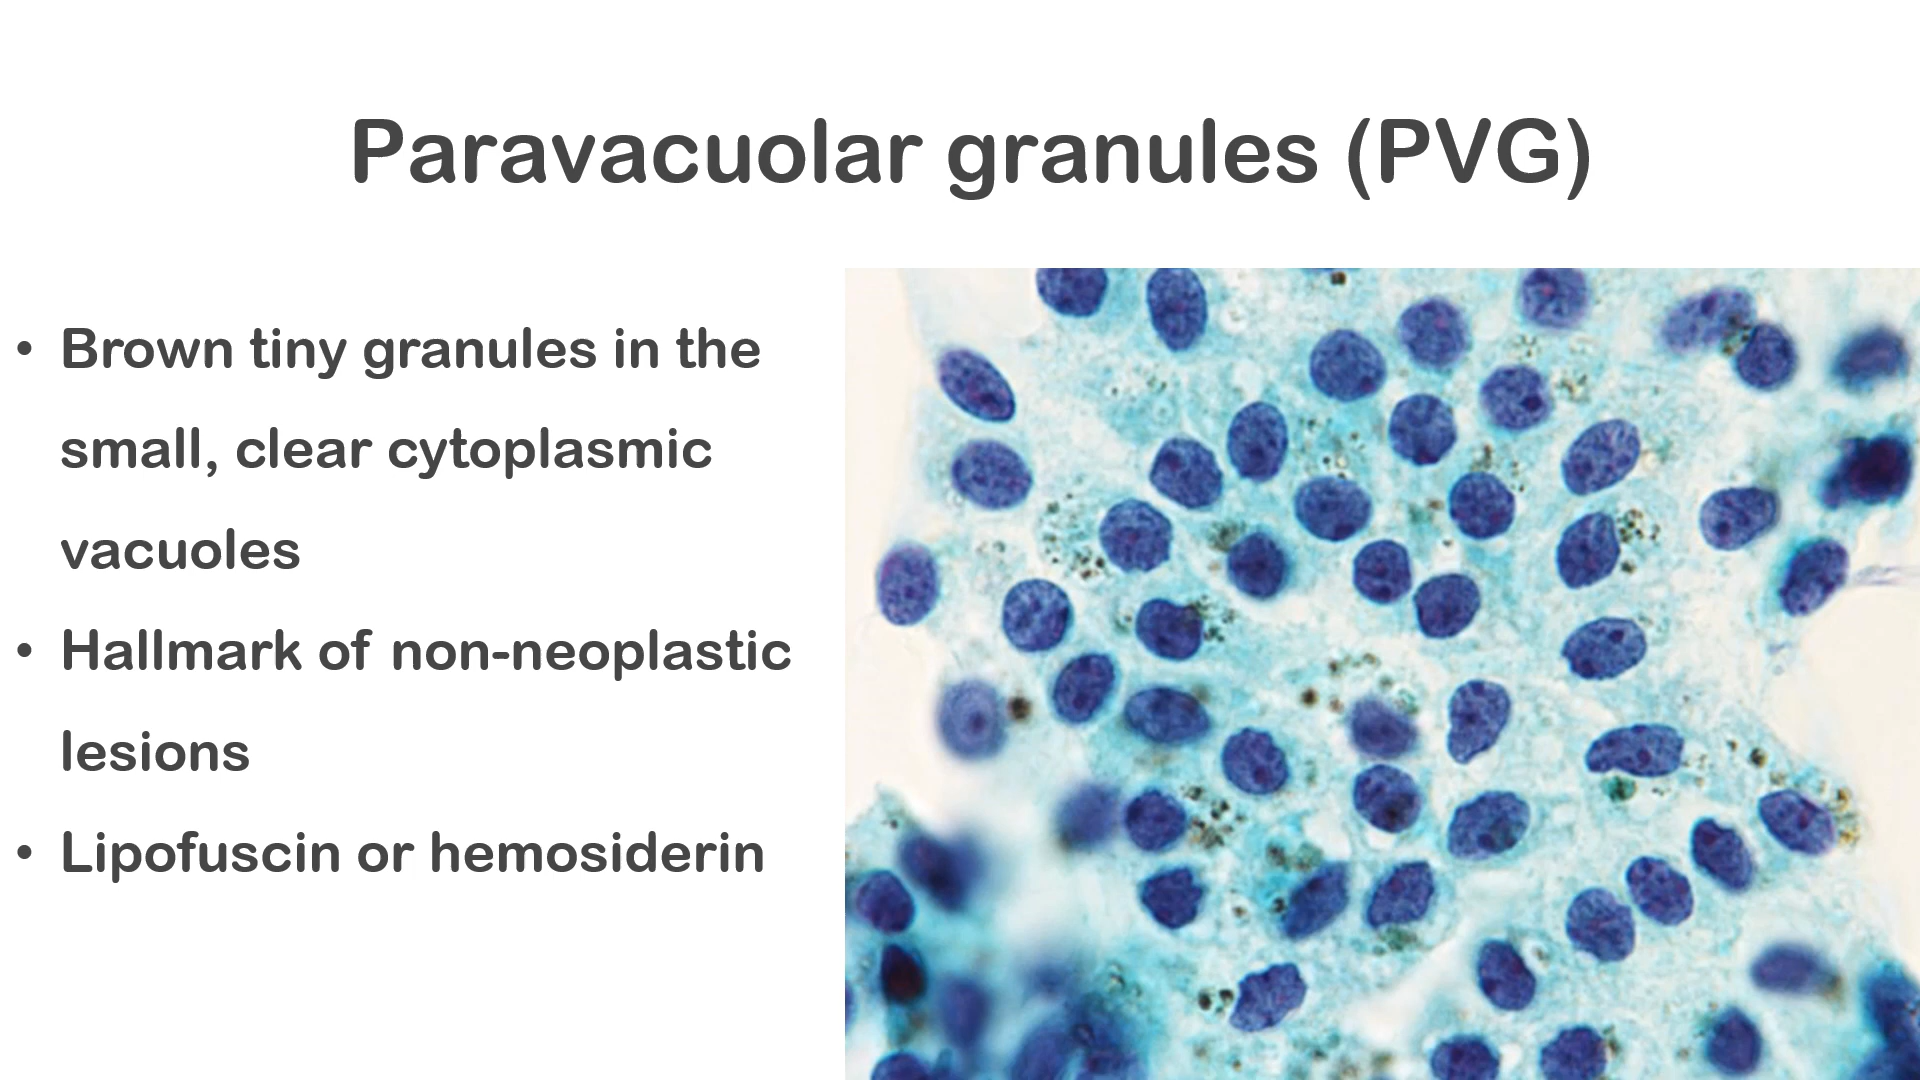 Paravacuolar granules (PVG)
• Brown tiny granules in the
small, clear cytoplasmic
vacuoles
• Hallmark of non-neoplastic
lesions
• Lipofuscin or hemosiderin